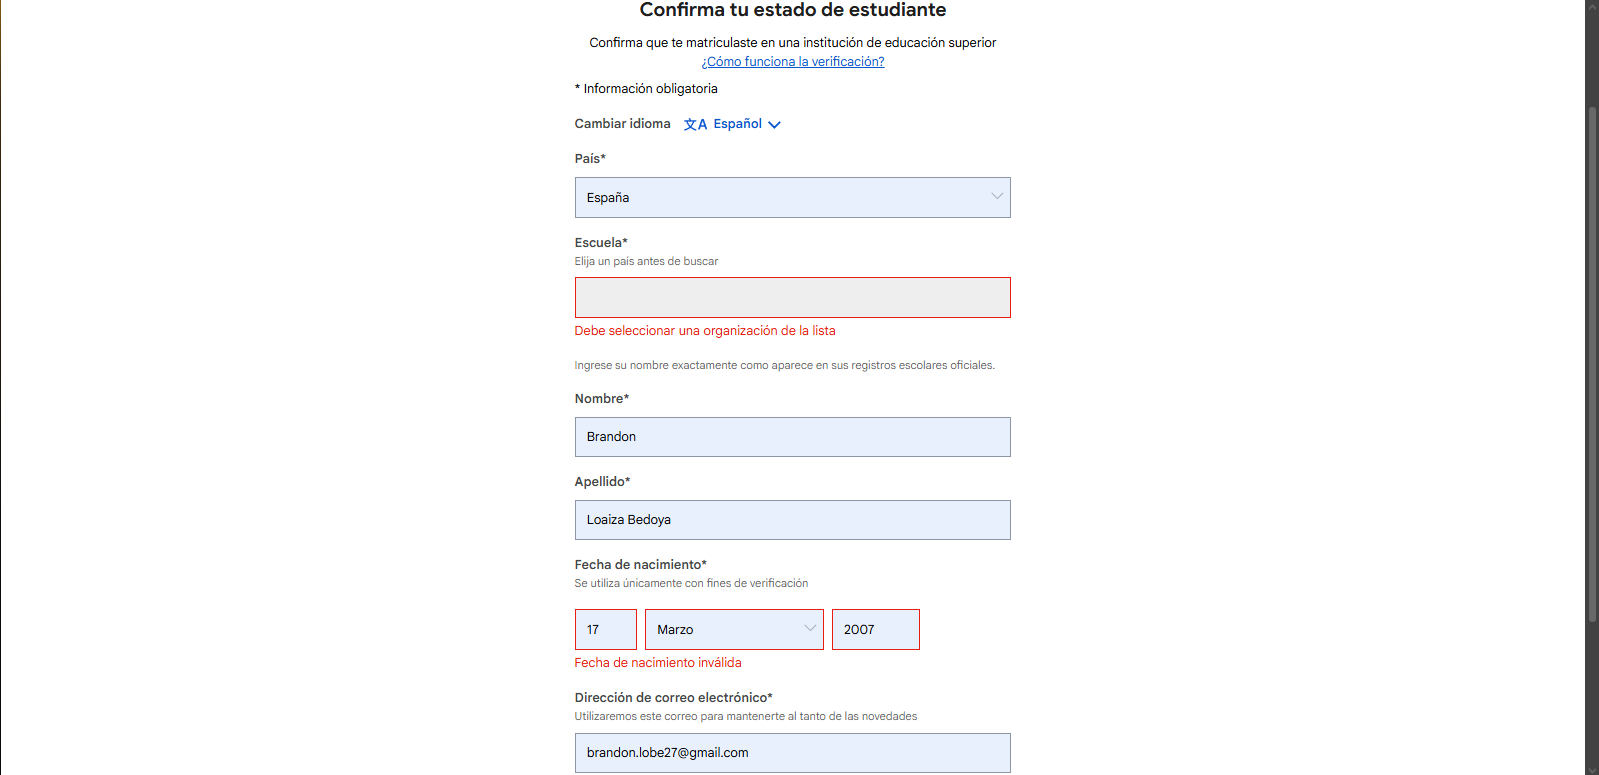 Confirma tu estado de estudiante
Confirma que te matriculaste en una institución de educación superior
¿Cómo funciona la verificación?
* Información obligatoria
Cambiar idioma 文A Español
País*
España
Escuela*
Elija un país antes de buscar
Debe seleccionar una organización de la lista
Ingrese su nombre exactamente como aparece en sus registros escolares oficiales.
Nombre*
Brandon
Apellido*
Loaiza Bedoya
Fecha de nacimiento*
Se utiliza únicamente con fines de verificación
17 Marzo 2007
Fecha de nacimiento inválida
Dirección de correo electrónico*
Utilizaremos este correo para mantenerte al tanto de las novedades
brandon.lobe27@gmail.com